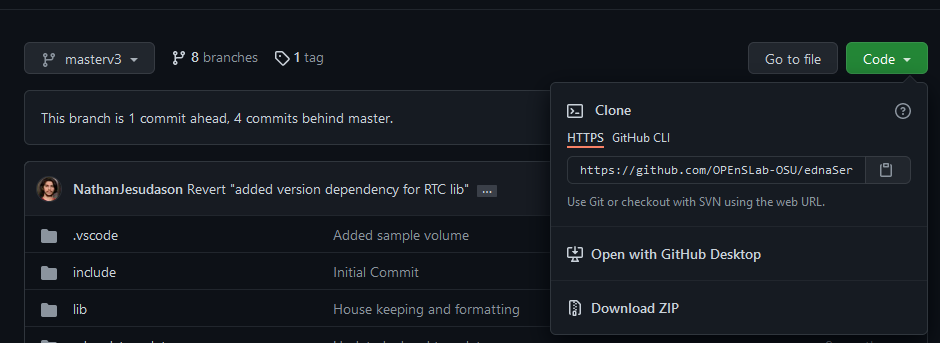 masterv3 8 branches 1 tag Go to file Code
This branch is 1 commit ahead, 4 commits behind master.
Clone
HTTPS GitHub CLI
https://github.com/OPEnSLab-OSU/ednaSer
Use Git or checkout with SVN using the web URL.
Open with GitHub Desktop
Download ZIP
NathanJesudason Revert "added version dependency for RTC lib" ...
.vscode Added sample volume
include Initial Commit
lib House keeping and formatting